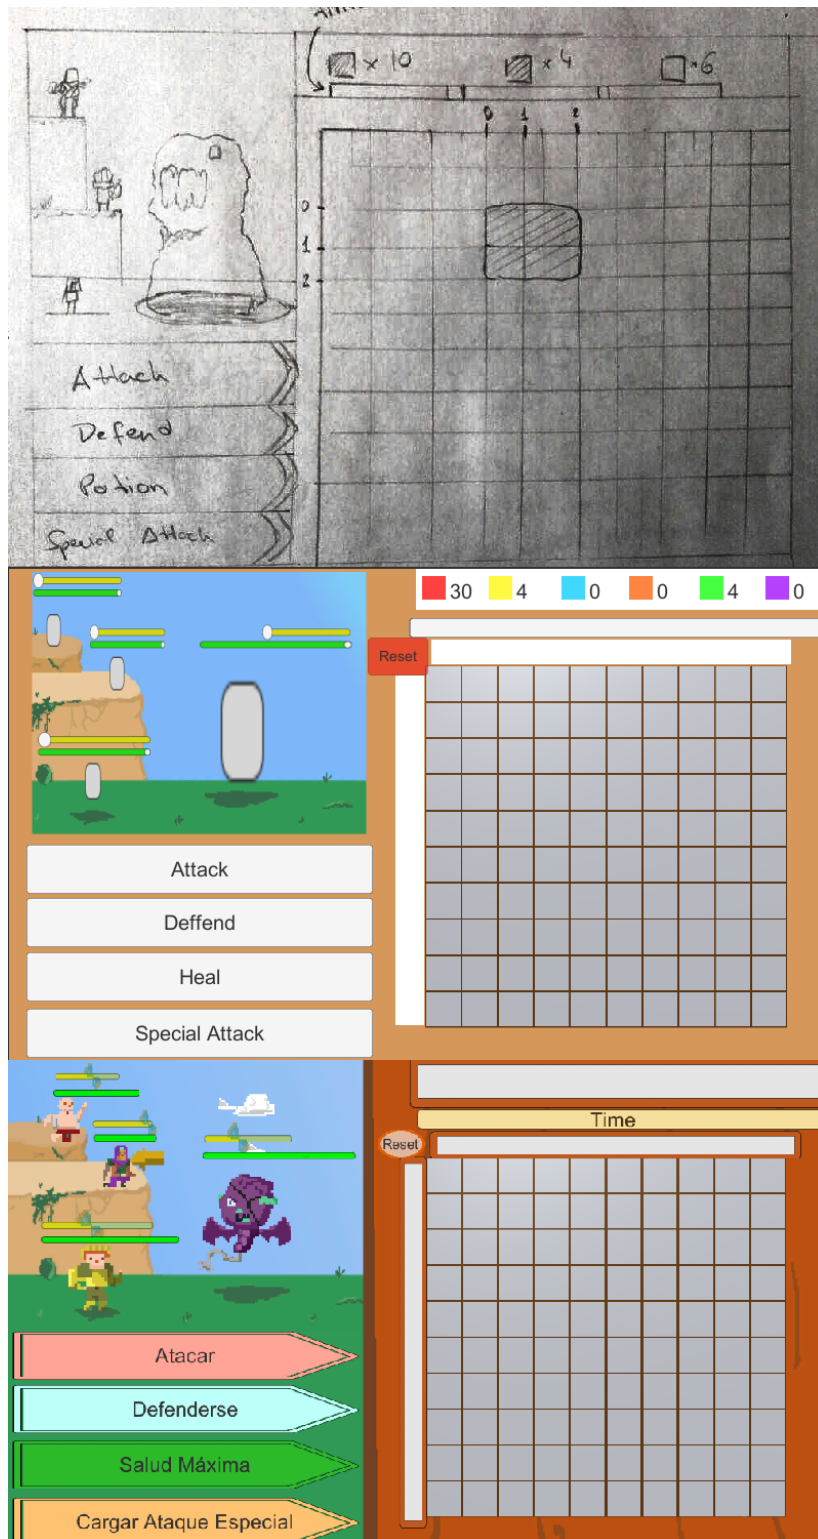 × 10
× 4
× 6
0 1 2
0
1
2
Attack
Defend
Potion
Special Attack
30 4 0 0 4 0
Reset
Attack
Deffend
Heal
Special Attack
Time
Reset
Atacar
Defenderse
Salud Máxima
Cargar Ataque Especial